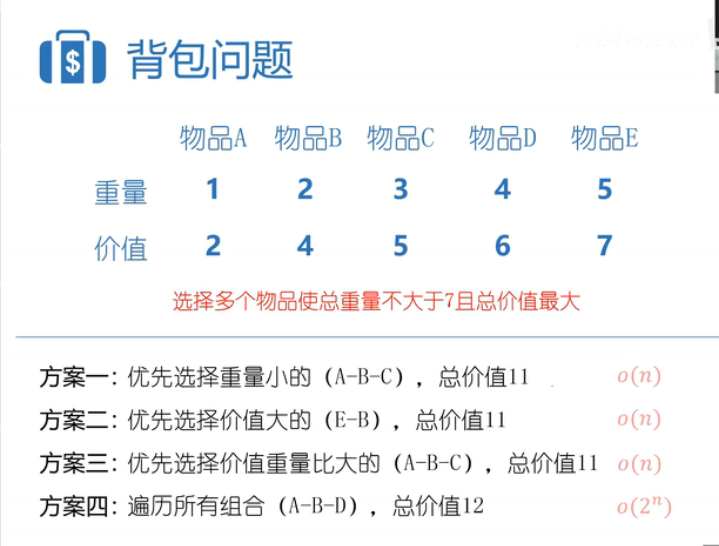 $ 背包问题
物品A 物品B 物品C 物品D 物品E
重量 1 2 3 4 5
价值 2 4 5 6 7
选择多个物品使总重量不大于7且总价值最大
方案一：优先选择重量小的（A-B-C），总价值11 o(n)
方案二：优先选择价值大的（E-B），总价值11 o(n)
方案三：优先选择价值重量比大的（A-B-C），总价值11 o(n)
方案四：遍历所有组合（A-B-D），总价值12 o(2ⁿ)